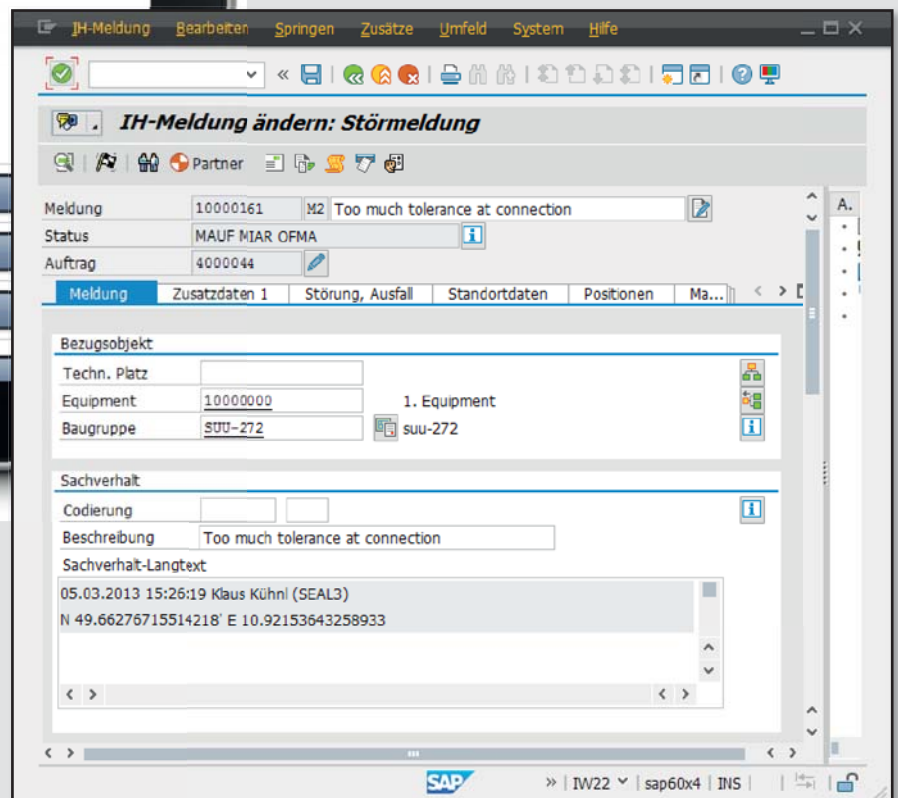 IH-Meldung Bearbeiten Springen Zusätze Umfeld System Hilfe
IH-Meldung ändern: Störmeldung
Partner
Meldung 10000161 M2 Too much tolerance at connection
A.
Status MAUF MIAR OFMA
Auftrag 4000044
Meldung Zusatzdaten 1 Störung, Ausfall Standortdaten Positionen Ma...
Bezugsobjekt
Techn. Platz
Equipment 10000000 1. Equipment
Baugruppe SUU-272 suu-272
Sachverhalt
Codierung
Beschreibung Too much tolerance at connection
Sachverhalt-Langtext
05.03.2013 15:26:19 Klaus Kühnl (SEAL3)
N 49.66276715514218' E 10.92153643258933
SAP » | IW22 | sap60x4 | INS